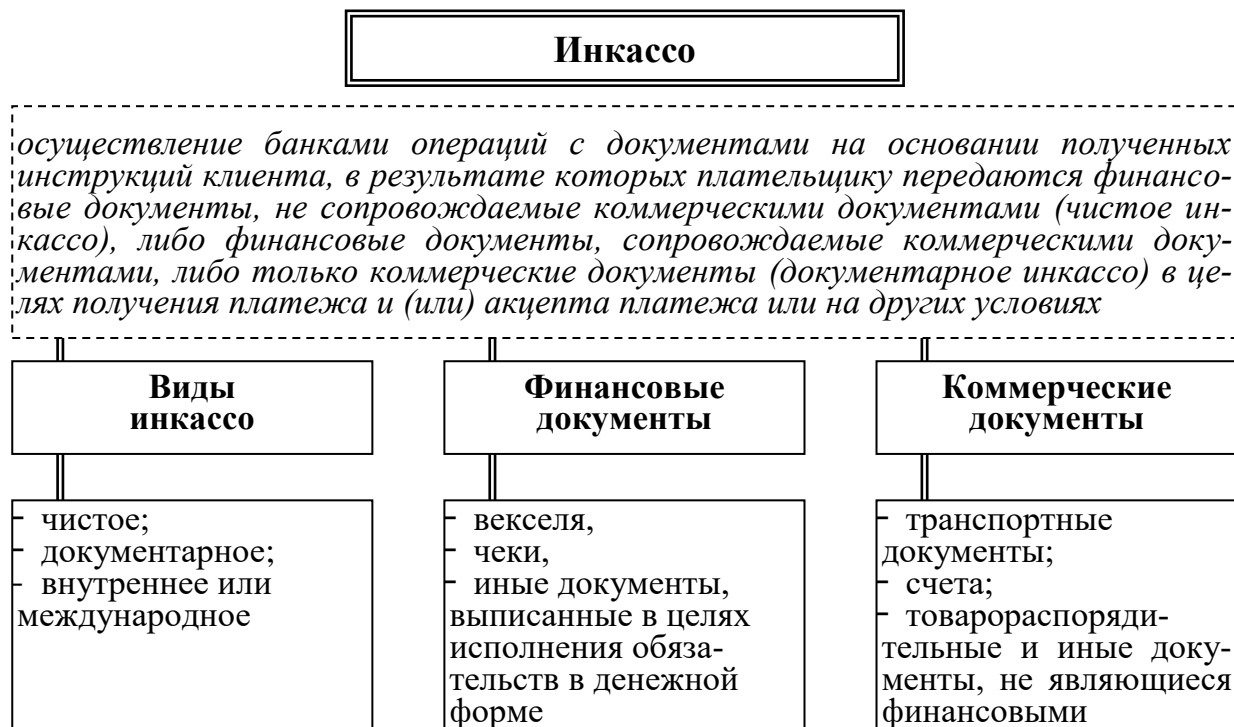 Инкассо
осуществление банками операций с документами на основании полученных
инструкций клиента, в результате которых плательщику передаются финансо-
вые документы, не сопровождаемые коммерческими документами (чистое ин-
кассо), либо финансовые документы, сопровождаемые коммерческими доку-
ментами, либо только коммерческие документы (документарное инкассо) в це-
лях получения платежа и (или) акцепта платежа или на других условиях
Виды
инкассо
- чистое;
- документарное;
- внутреннее или
международное
Финансовые
документы
- векселя,
- чеки,
- иные документы,
выписанные в целях
исполнения обяза-
тельств в денежной
форме
Коммерческие
документы
- транспортные
документы;
- счета;
- товарораспоряди-
тельные и иные доку-
менты, не являющиеся
финансовыми